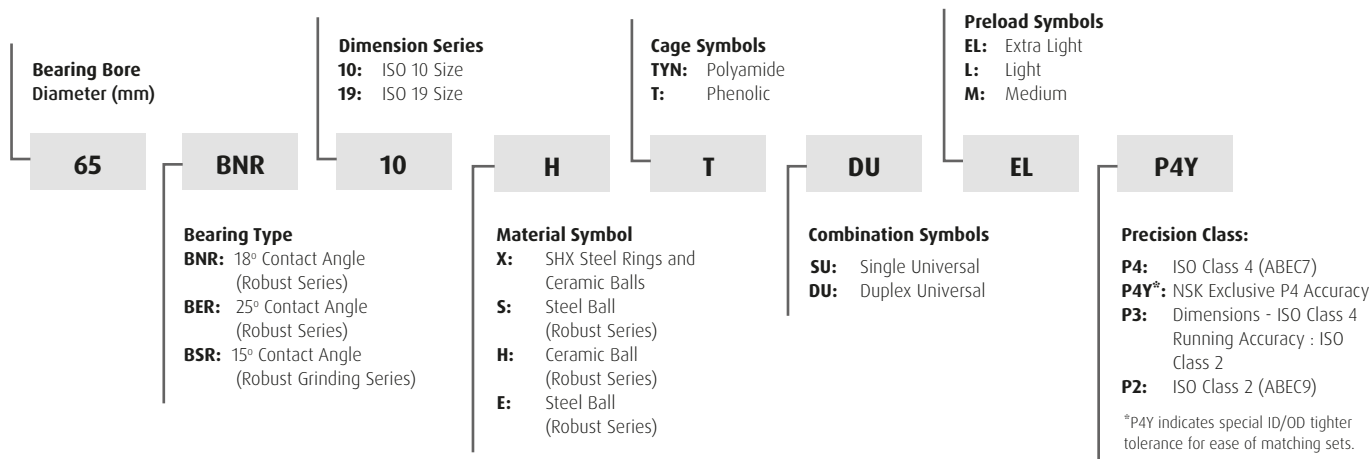 Bearing Bore
Diameter (mm)
Dimension Series
10: ISO 10 Size
19: ISO 19 Size
Cage Symbols
TYN: Polyamide
T: Phenolic
Preload Symbols
EL: Extra Light
L: Light
M: Medium
65 BNR 10 H T DU EL P4Y
Bearing Type
BNR: 18º Contact Angle
(Robust Series)
BER: 25º Contact Angle
(Robust Series)
BSR: 15º Contact Angle
(Robust Grinding Series)
Material Symbol
X: SHX Steel Rings and
Ceramic Balls
S: Steel Ball
(Robust Series)
H: Ceramic Ball
(Robust Series)
E: Steel Ball
(Robust Series)
Combination Symbols
SU: Single Universal
DU: Duplex Universal
Precision Class:
P4: ISO Class 4 (ABEC7)
P4Y*: NSK Exclusive P4 Accuracy
P3: Dimensions - ISO Class 4
Running Accuracy : ISO
Class 2
P2: ISO Class 2 (ABEC9)
*P4Y indicates special ID/OD tighter
tolerance for ease of matching sets.